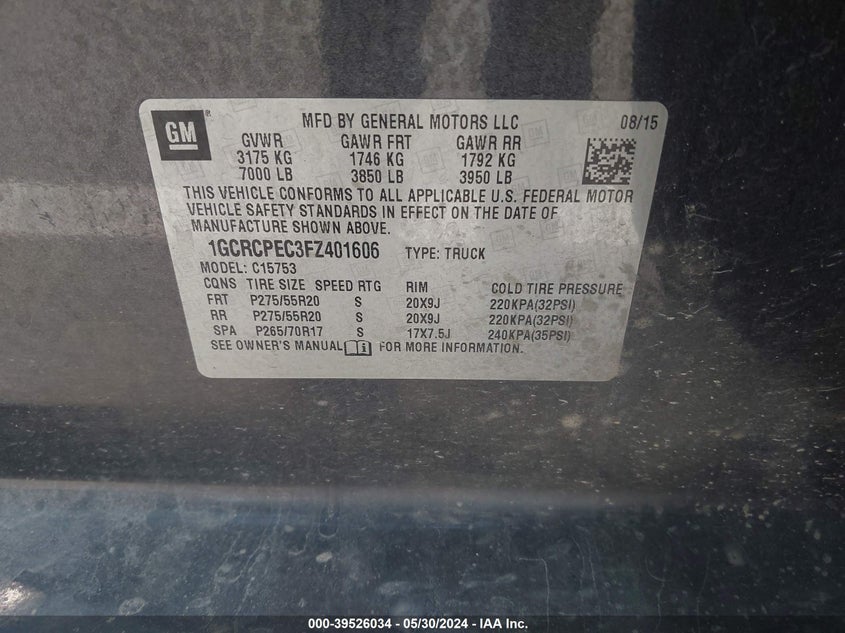 GM
MFD BY GENERAL MOTORS LLC 08/15
GVWR GAWR FRT GAWR RR
3175 KG 1746 KG 1792 KG
7000 LB 3850 LB 3950 LB
THIS VEHICLE CONFORMS TO ALL APPLICABLE U.S. FEDERAL MOTOR
VEHICLE SAFETY STANDARDS IN EFFECT ON THE DATE OF
MANUFACTURE SHOWN ABOVE.
1GCRCPEC3FZ401606 TYPE: TRUCK
MODEL: C15753
CQNS TIRE SIZE SPEED RTG RIM COLD TIRE PRESSURE
FRT P275/55R20 S 20X9J 220KPA(32PSI)
RR P275/55R20 S 20X9J 220KPA(32PSI)
SPA P265/70R17 S 17X7.5J 240KPA(35PSI)
SEE OWNER'S MANUAL FOR MORE INFORMATION.
000-39526034 - 05/30/2024 - IAA Inc.